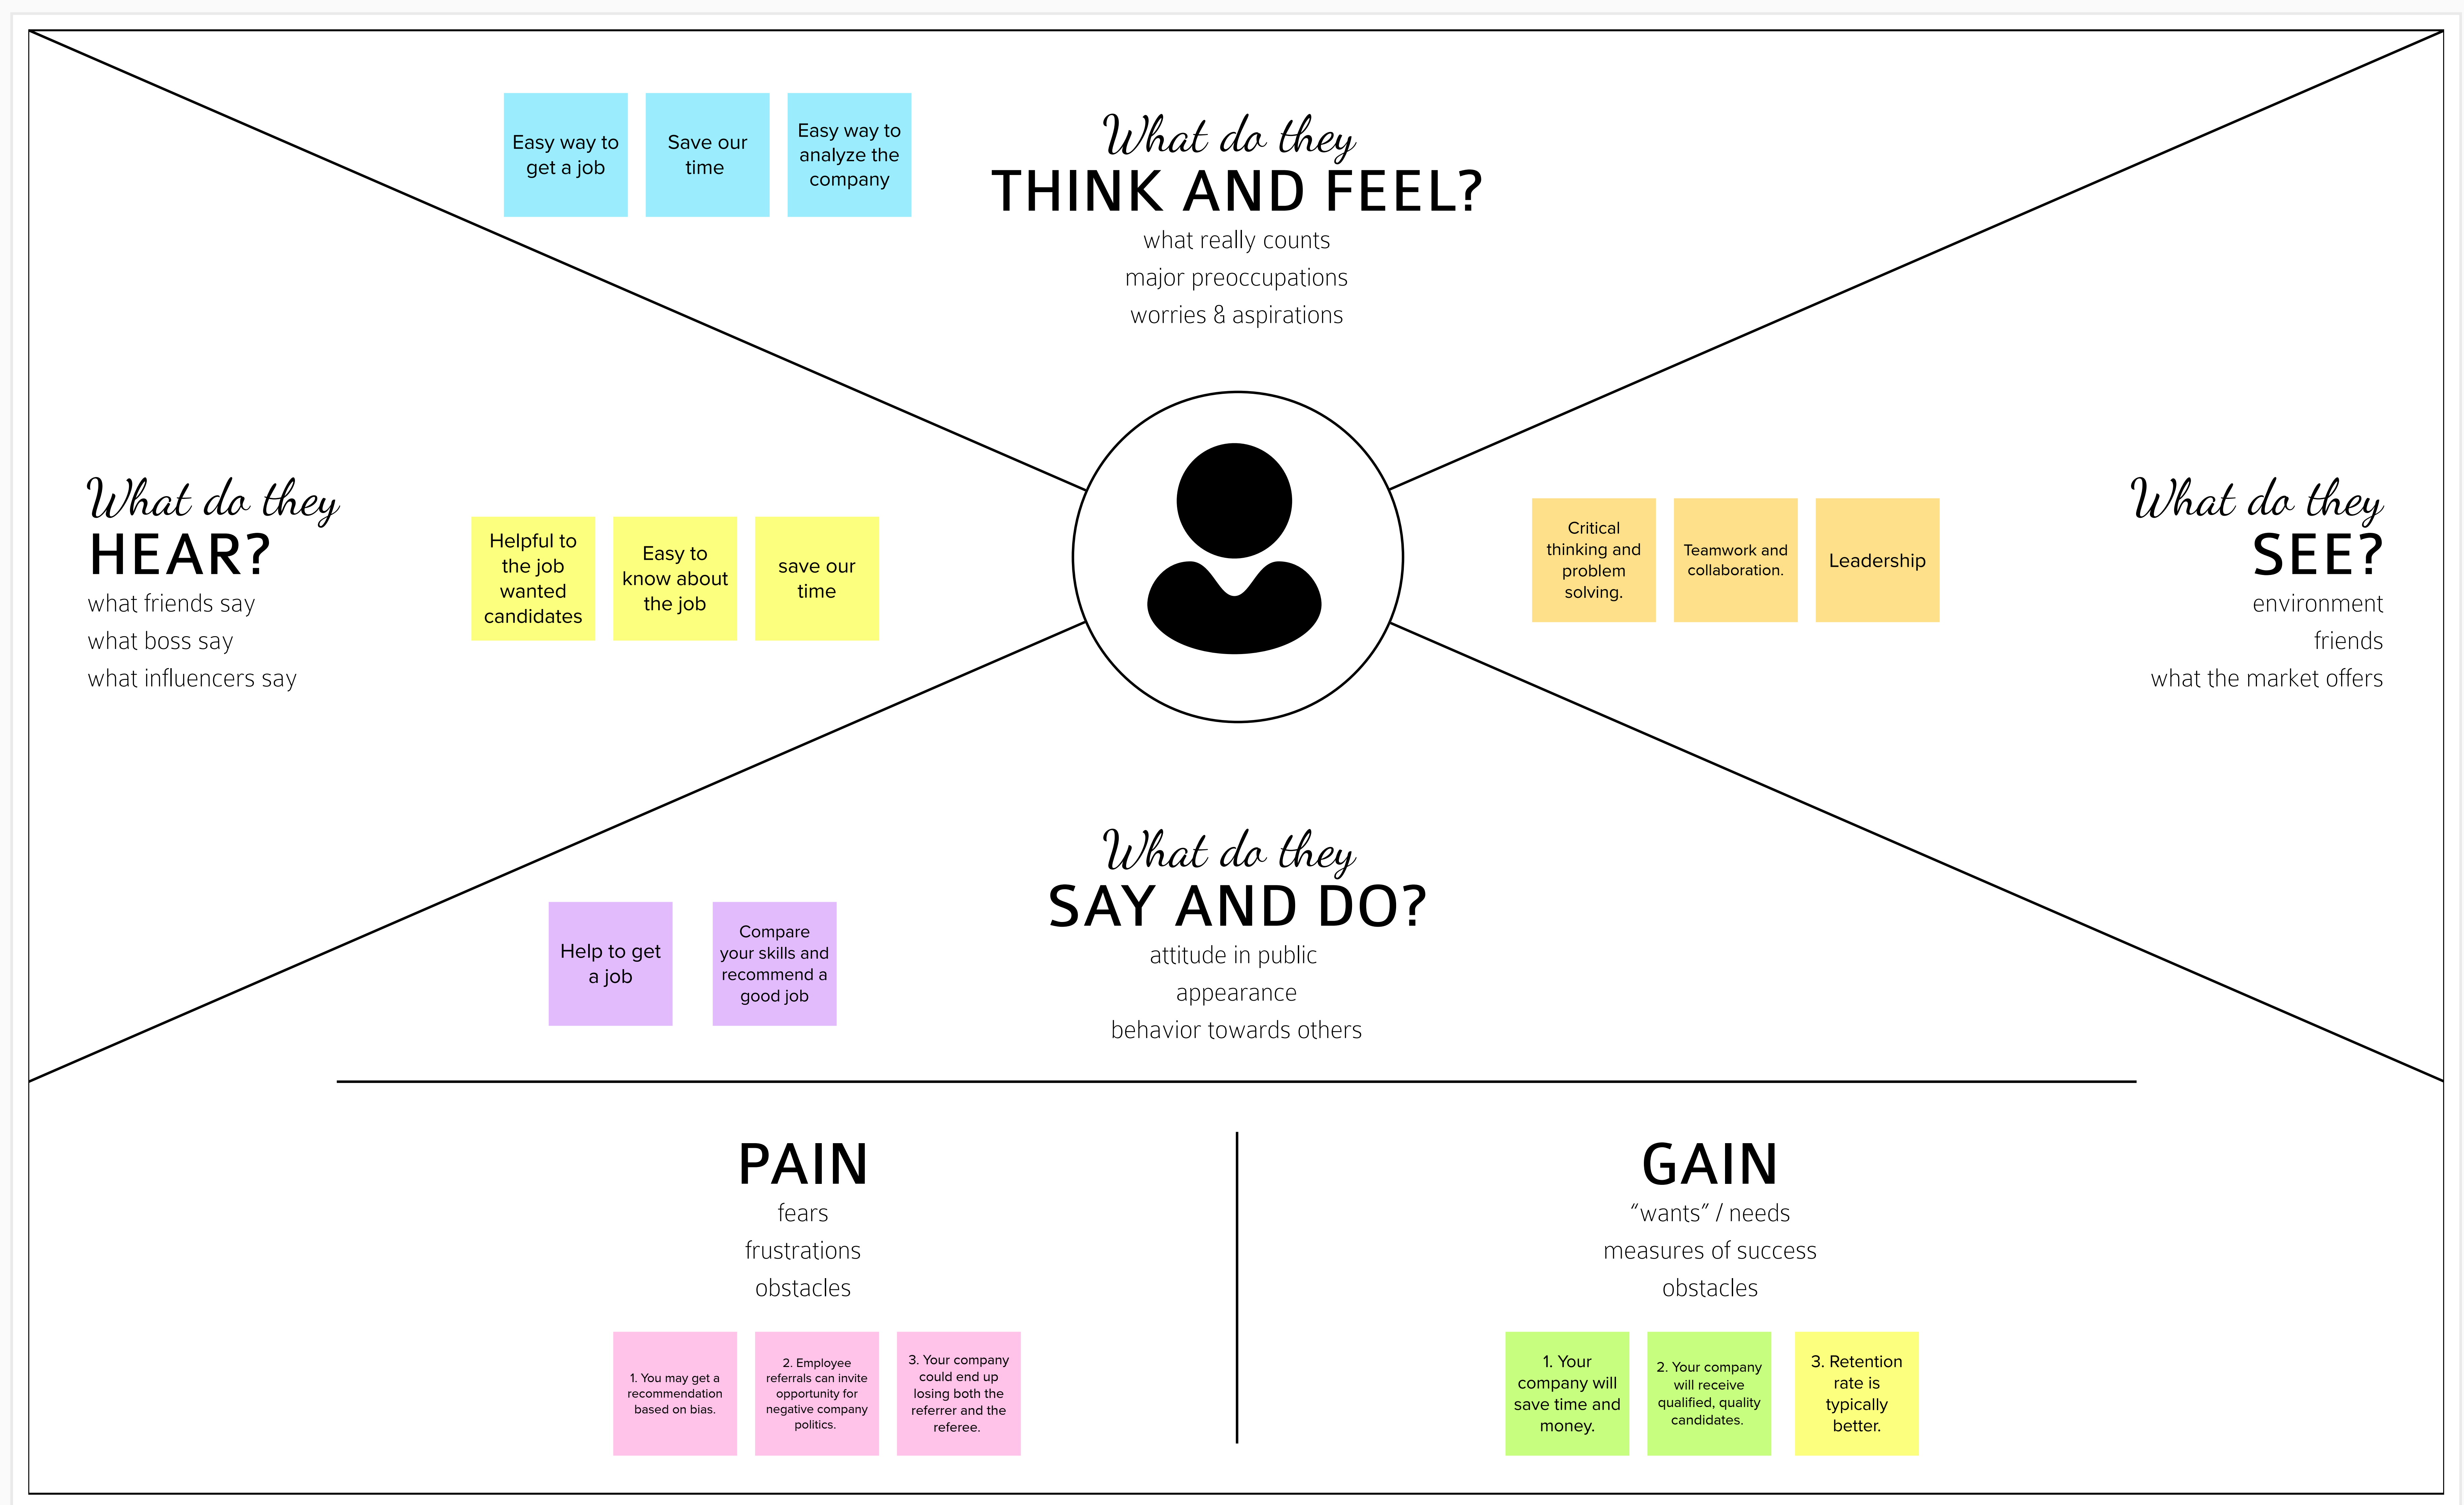 Easy way to
get a job
Save our
time
Easy way to
analyze the
company
What do they
THINK AND FEEL?
what really counts
major preoccupations
worries & aspirations
What do they
HEAR?
what friends say
what boss say
what influencers say
Helpful to
the job
wanted
candidates
Easy to
know about
the job
save our
time
Critical
thinking and
problem
solving.
Teamwork and
collaboration.
Leadership
What do they
SEE?
environment
friends
what the market offers
What do they
SAY AND DO?
attitude in public
appearance
behavior towards others
Help to get
a job
Compare
your skills and
recommend a
good job
PAIN
fears
frustrations
obstacles
1. You may get a
recommendation
based on bias.
2. Employee
referrals can invite
opportunity for
negative company
politics.
3. Your company
could end up
losing both the
referrer and the
referee.
GAIN
“wants” / needs
measures of success
obstacles
1. Your
company will
save time and
money.
2. Your company
will receive
qualified, quality
candidates.
3. Retention
rate is
typically
better.